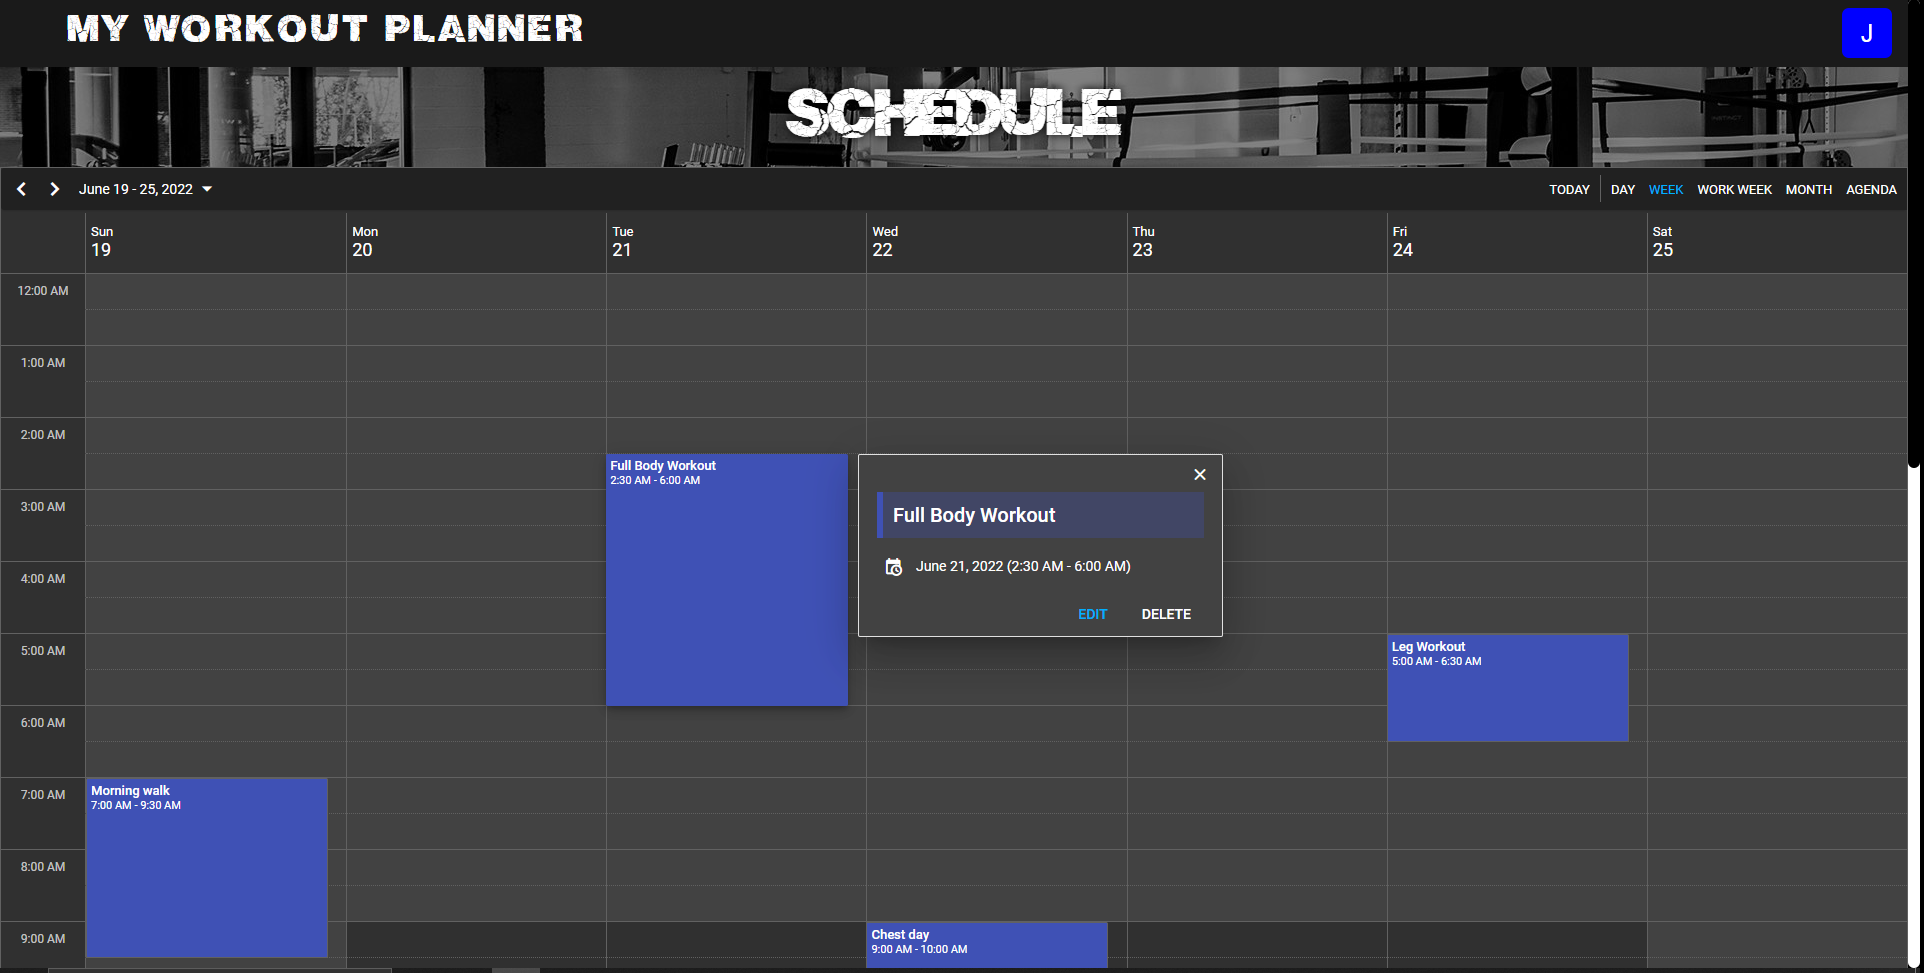 MY WORKOUT PLANNER
J
SCHEDULE
June 19 - 25, 2022
TODAY DAY WEEK WORK WEEK MONTH AGENDA
Sun Mon Tue Wed Thu Fri Sat
19 20 21 22 23 24 25
12:00 AM
1:00 AM
2:00 AM
Full Body Workout
2:30 AM - 6:00 AM
3:00 AM
Full Body Workout
June 21, 2022 (2:30 AM - 6:00 AM)
4:00 AM
EDIT DELETE
5:00 AM
Leg Workout
5:00 AM - 6:30 AM
6:00 AM
Morning walk
7:00 AM - 9:30 AM
7:00 AM
8:00 AM
9:00 AM
Chest day
9:00 AM - 10:00 AM